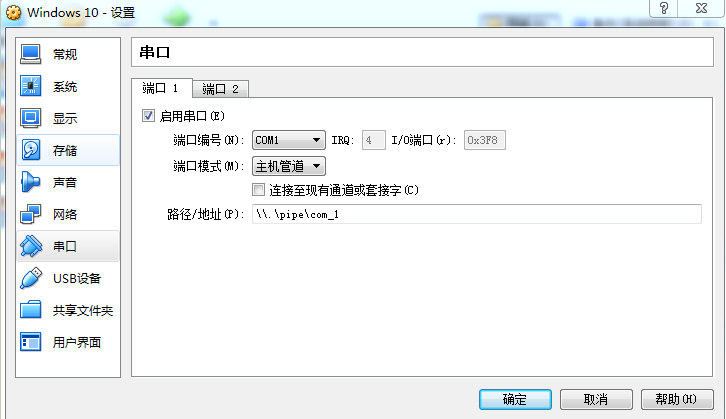 Windows 10 - 设置
常规
系统
显示
存储
声音
网络
串口
USB设备
共享文件夹
用户界面
串口
端口 1
端口 2
启用串口(E)
端口编号(N): COM1 IRQ: 4 I/O端口(r): 0x3F8
端口模式(M): 主机管道
连接至现有通道或套接字(C)
路径/地址(P): \\.\pipe\com_1
确定
取消
帮助(H)